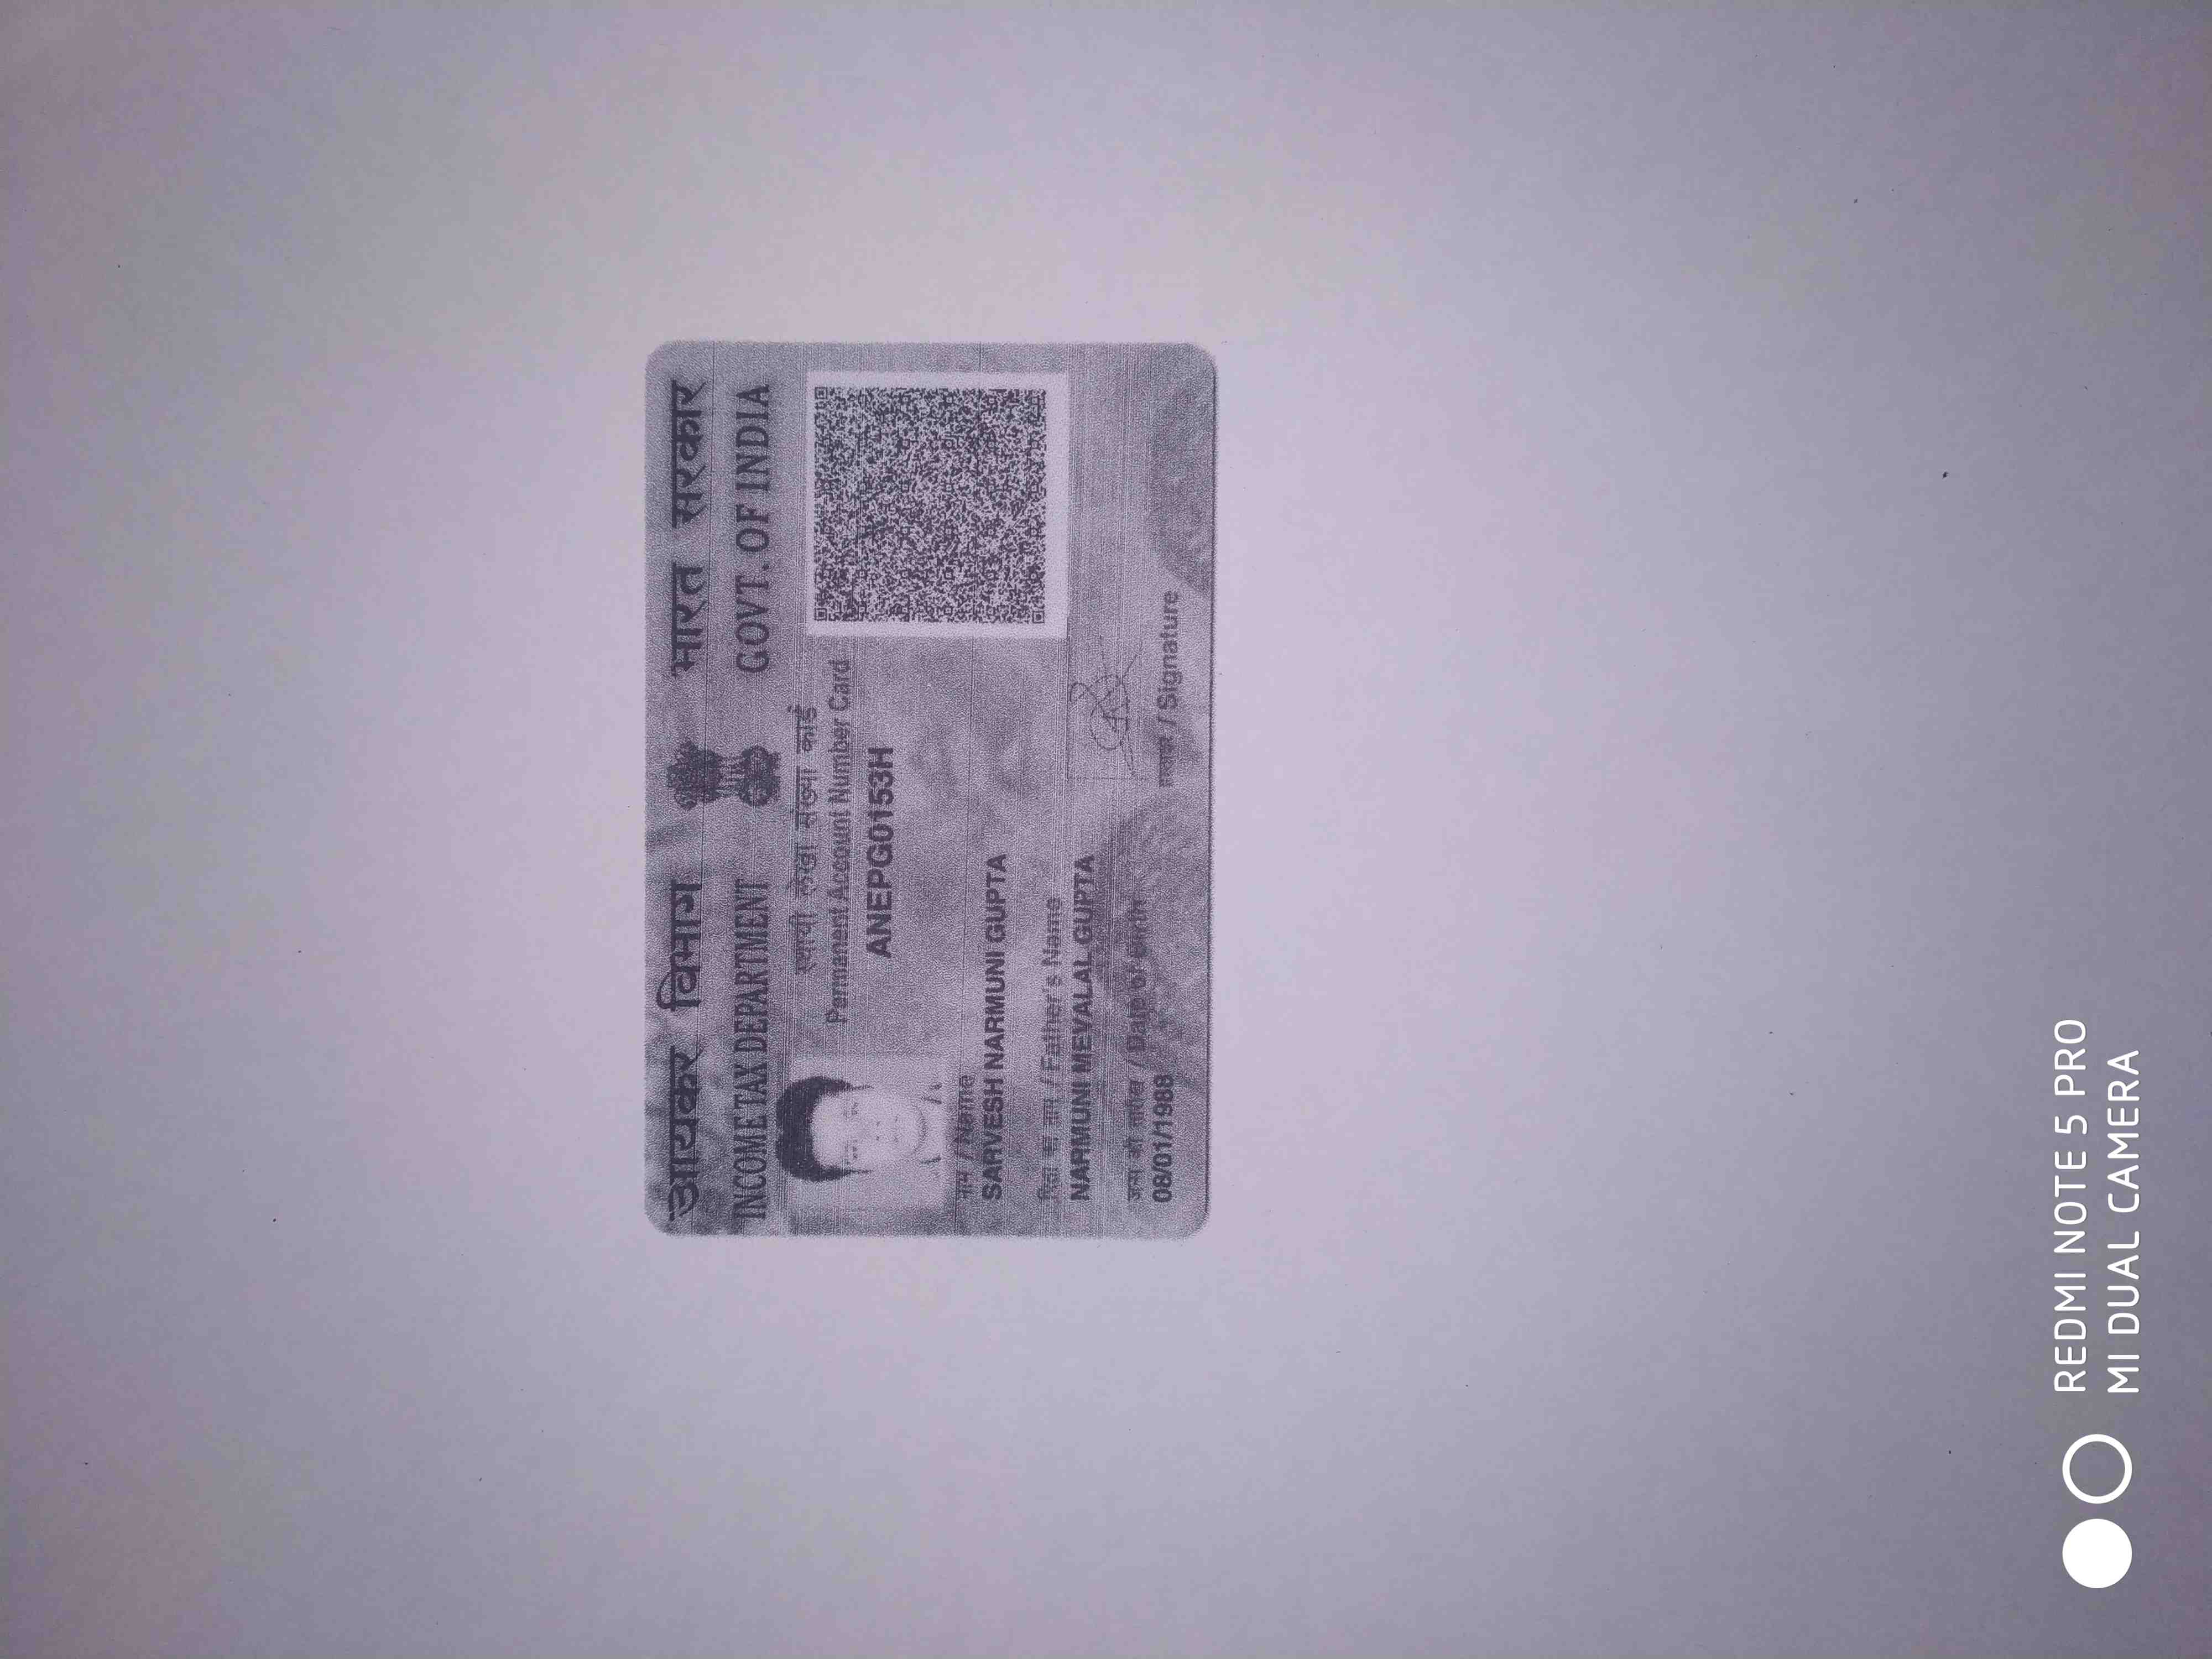 आयकर विभाग भारत सरकार
INCOME TAX DEPARTMENT GOVT. OF INDIA
स्थायी लेखा संख्या कार्ड
Permanent Account Number Card
ANEPG0153H
नाम / Name
SARVESH NARMUNI GUPTA
पिता का नाम / Father's Name
NARMUNI MEVALAL GUPTA
जन्म की तारीख / Date of Birth
08/01/1988
हस्ताक्षर / Signature
REDMI NOTE 5 PRO
MI DUAL CAMERA